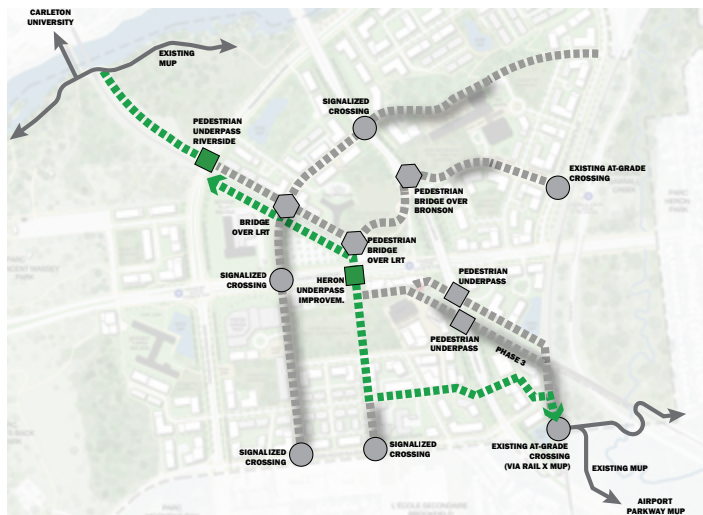 CARLETON
UNIVERSITY
EXISTING
MUP
SIGNALIZED
CROSSING
PEDESTRIAN
UNDERPASS
RIVERSIDE
EXISTING AT-GRADE
CROSSING
PEDESTRIAN
BRIDGE OVER
BRONSON
BRIDGE
OVER LRT
PEDESTRIAN
BRIDGE
OVER LRT
SIGNALIZED
CROSSING
HERON
UNDERPASS
IMPROVEM.
PEDESTRIAN
UNDERPASS
PEDESTRIAN
UNDERPASS
PHASE 3
SIGNALIZED
CROSSING
SIGNALIZED
CROSSING
EXISTING AT-GRADE
CROSSING
(VIA RAIL X MUP)
EXISTING MUP
AIRPORT
PARKWAY MUP